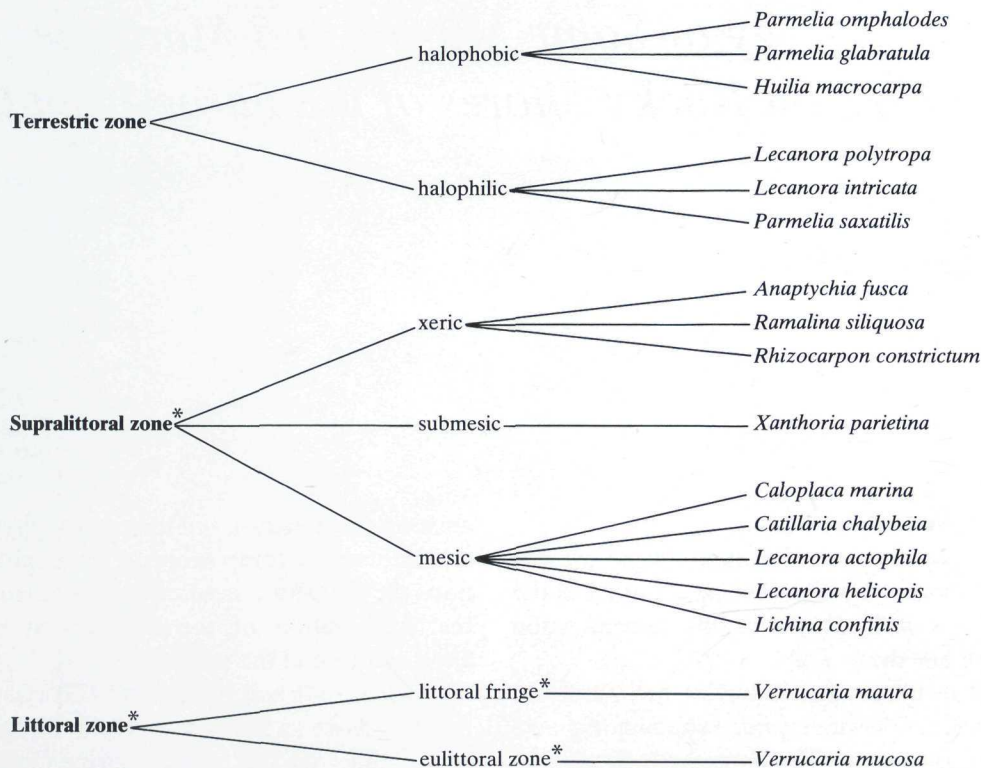 Parmelia omphalodes
halophobic
Parmelia glabratula
Huilia macrocarpa
Terrestric zone
Lecanora polytropa
halophilic
Lecanora intricata
Parmelia saxatilis
Anaptychia fusca
xeric
Ramalina siliquosa
Rhizocarpon constrictum
Supralittoral zone*
submesic
Xanthoria parietina
Caloplaca marina
Catillaria chalybeia
mesic
Lecanora actophila
Lecanora helicopis
Lichina confinis
littoral fringe*
Verrucaria maura
Littoral zone*
eulittoral zone*
Verrucaria mucosa